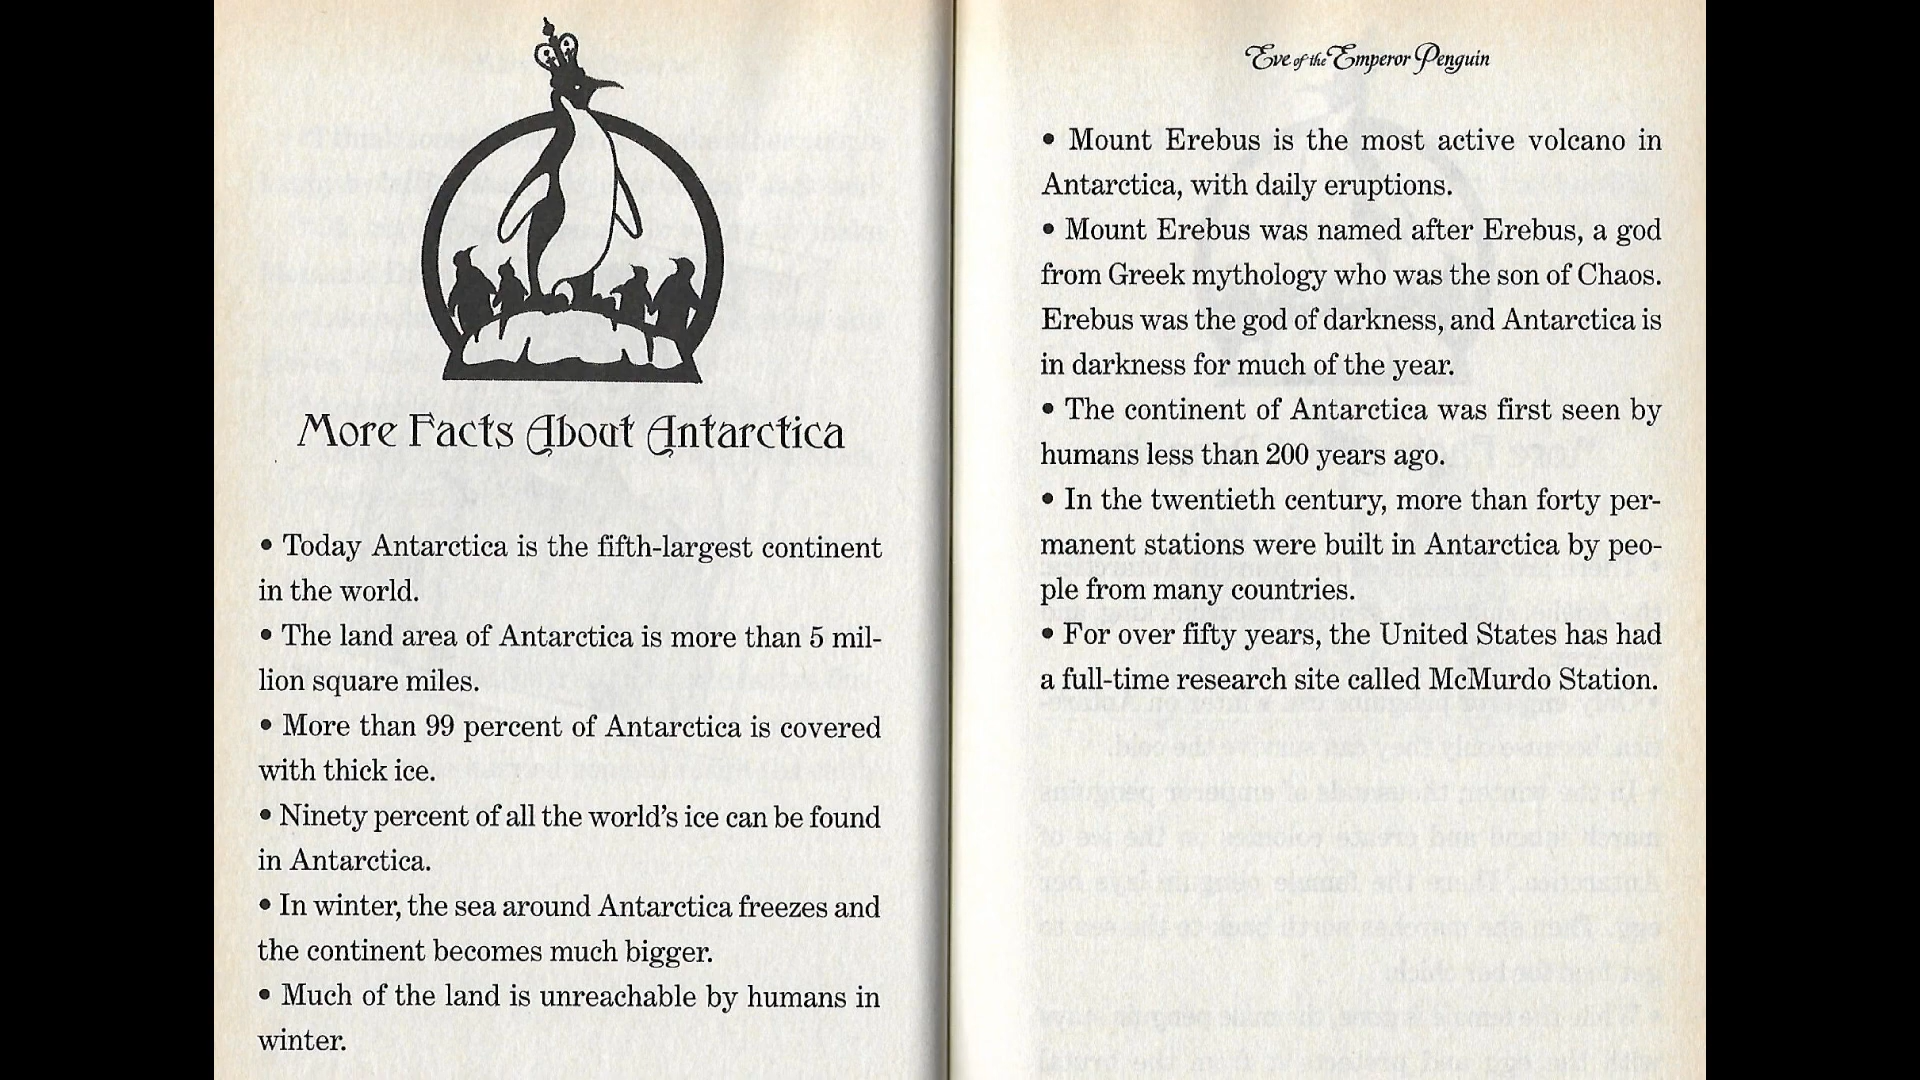 More Facts About Antarctica
• Today Antarctica is the fifth-largest continent
in the world.
• The land area of Antarctica is more than 5 mil-
lion square miles.
• More than 99 percent of Antarctica is covered
with thick ice.
• Ninety percent of all the world's ice can be found
in Antarctica.
• In winter, the sea around Antarctica freezes and
the continent becomes much bigger.
• Much of the land is unreachable by humans in
winter.
Eve of the Emperor Penguin
• Mount Erebus is the most active volcano in
Antarctica, with daily eruptions.
• Mount Erebus was named after Erebus, a god
from Greek mythology who was the son of Chaos.
Erebus was the god of darkness, and Antarctica is
in darkness for much of the year.
• The continent of Antarctica was first seen by
humans less than 200 years ago.
• In the twentieth century, more than forty per-
manent stations were built in Antarctica by peo-
ple from many countries.
• For over fifty years, the United States has had
a full-time research site called McMurdo Station.